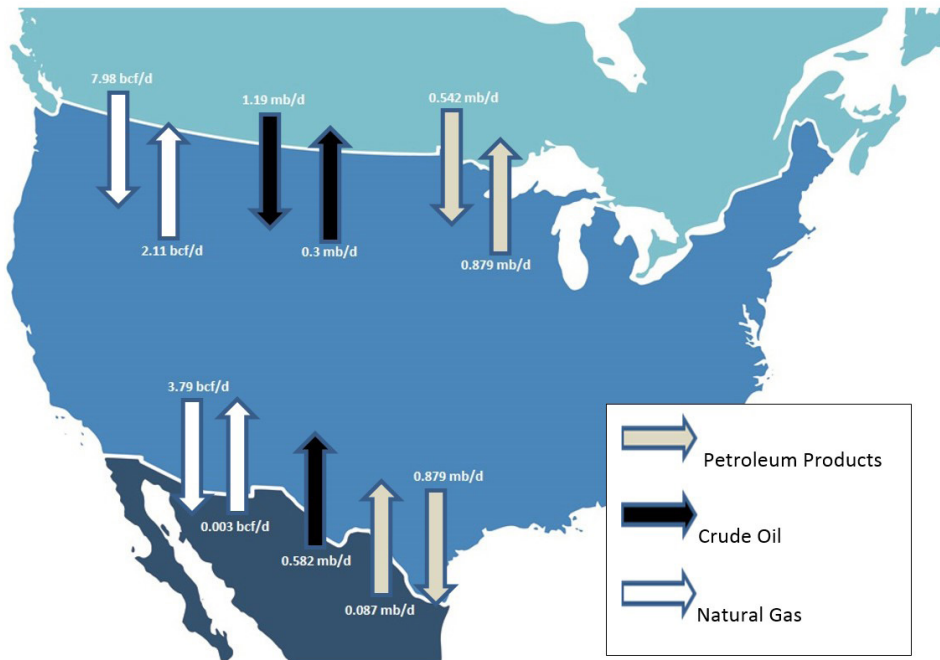 7.98 bcf/d
1.19 mb/d
0.542 mb/d
2.11 bcf/d
0.3 mb/d
0.879 mb/d
3.79 bcf/d
0.879 mb/d
0.003 bcf/d
0.582 mb/d
0.087 mb/d
Petroleum Products
Crude Oil
Natural Gas